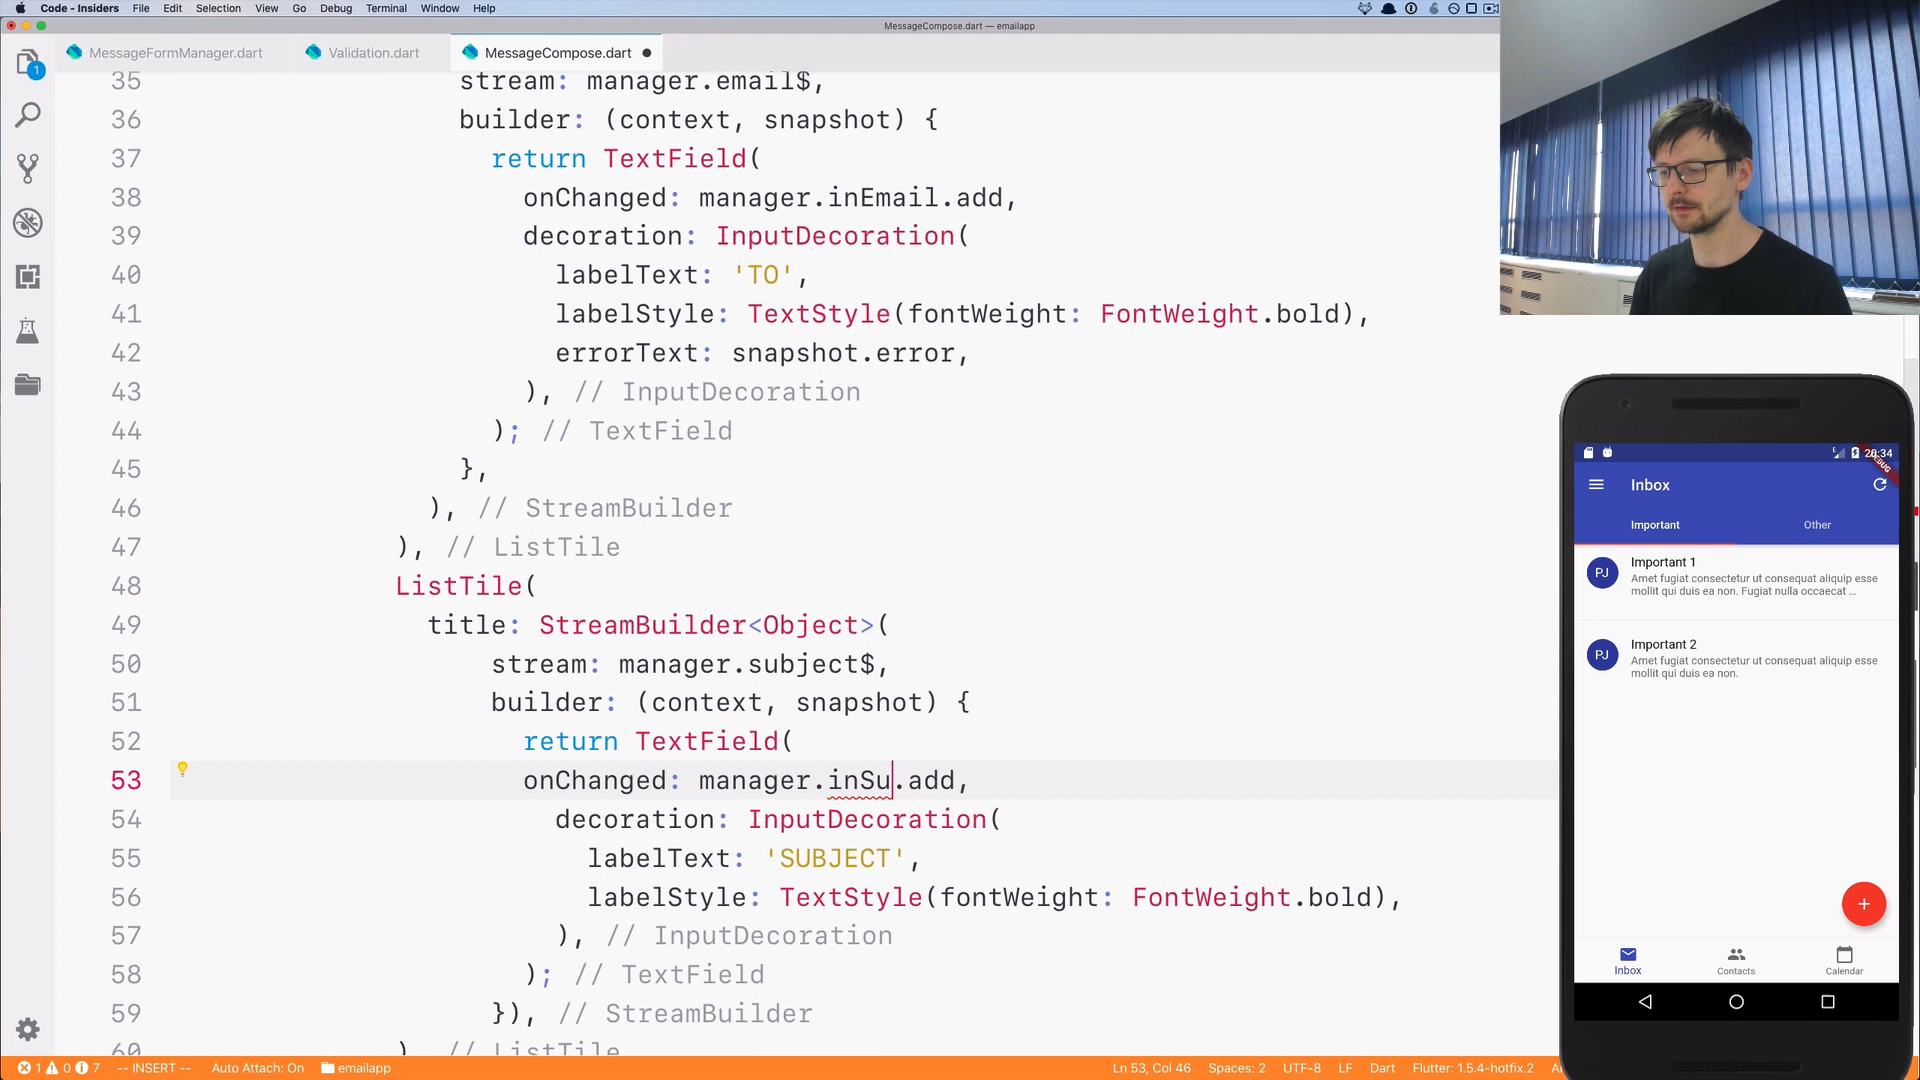 Code - Insiders File Edit Selection View Go Debug Terminal Window Help
MessageCompose.dart — emailapp
MessageFormManager.dart Validation.dart MessageCompose.dart
1
35 stream: manager.email$,
36 builder: (context, snapshot) {
37 return TextField(
38 onChanged: manager.inEmail.add,
39 decoration: InputDecoration(
40 labelText: 'TO',
41 labelStyle: TextStyle(fontWeight: FontWeight.bold),
42 errorText: snapshot.error,
43 ), // InputDecoration
44 ); // TextField
45 },
46 ), // StreamBuilder
47 ), // ListTile
48 ListTile(
49 title: StreamBuilder<Object>(
50 stream: manager.subject$,
51 builder: (context, snapshot) {
52 return TextField(
53 onChanged: manager.inSu.add,
54 decoration: InputDecoration(
55 labelText: 'SUBJECT',
56 labelStyle: TextStyle(fontWeight: FontWeight.bold),
57 ), // InputDecoration
58 ); // TextField
59 }), // StreamBuilder
60 ), // ListTile
1 0 7 -- INSERT -- Auto Attach: On emailapp Ln 53, Col 46 Spaces: 2 UTF-8 LF Dart Flutter: 1.5.4-hotfix.2
20:34
DEBUG
Inbox
Important Other
PJ
Important 1
Amet fugiat consectetur ut consequat aliquip esse
mollit qui duis ea non. Fugiat nulla occaecat ...
PJ
Important 2
Amet fugiat consectetur ut consequat aliquip esse
mollit qui duis ea non.
+
Inbox Contacts Calendar